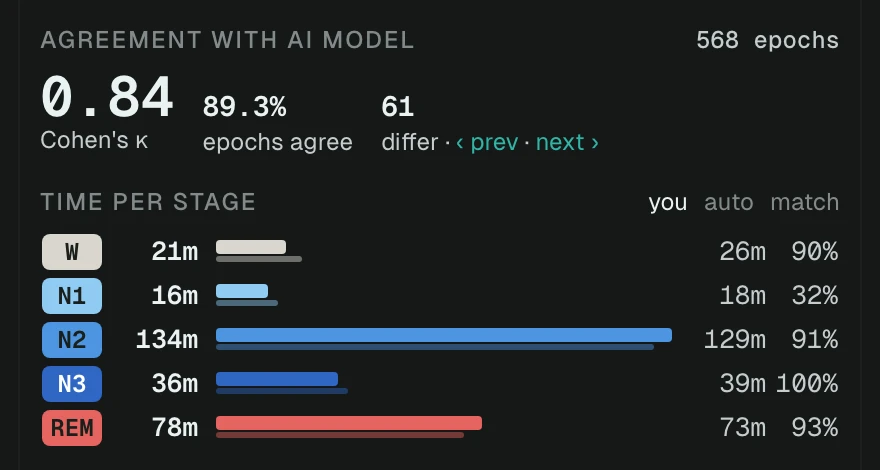 AGREEMENT WITH AI MODEL 568 epochs
0.84 89.3% 61
Cohen's κ epochs agree differ · ‹ prev · next ›
TIME PER STAGE you auto match
W 21m 26m 90%
N1 16m 18m 32%
N2 134m 129m 91%
N3 36m 39m 100%
REM 78m 73m 93%